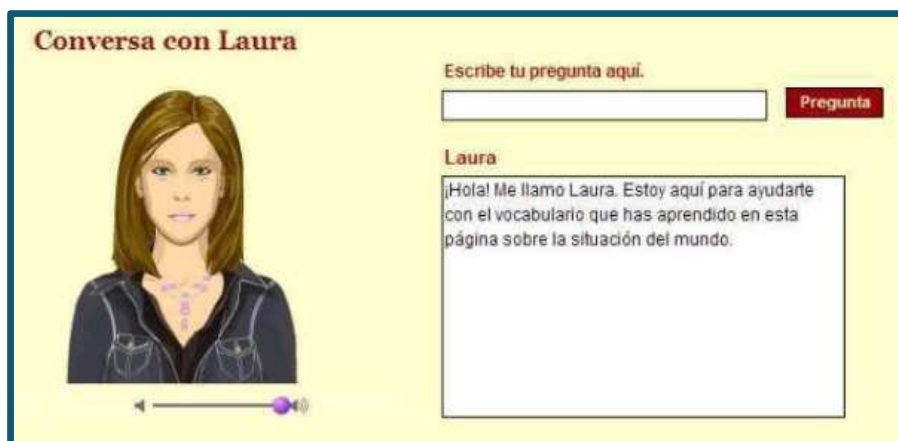 Conversa con Laura
Escribe tu pregunta aquí.
Pregunta
Laura
¡Hola! Me llamo Laura. Estoy aquí para ayudarte
con el vocabulario que has aprendido en esta
página sobre la situación del mundo.